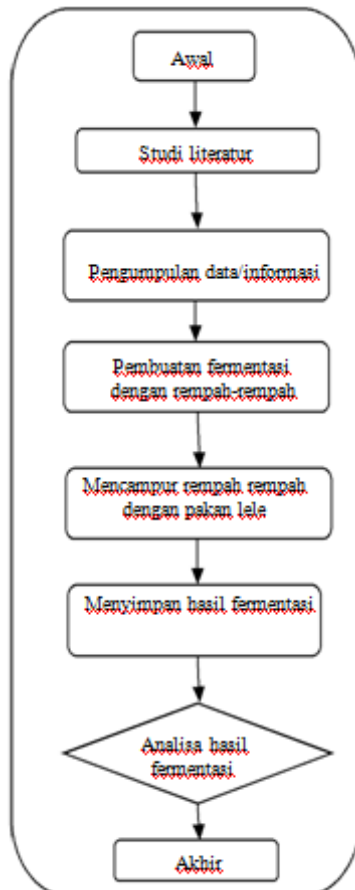 Awal
Studi literatur
Pengumpulan data/informasi
Pembuatan fermentasi
dengan rempah-rempah
Mencampur rempah rempah
dengan pakan lele
Menyimpan hasil fermentasi
Analisa hasil
fermentasi
Akhir